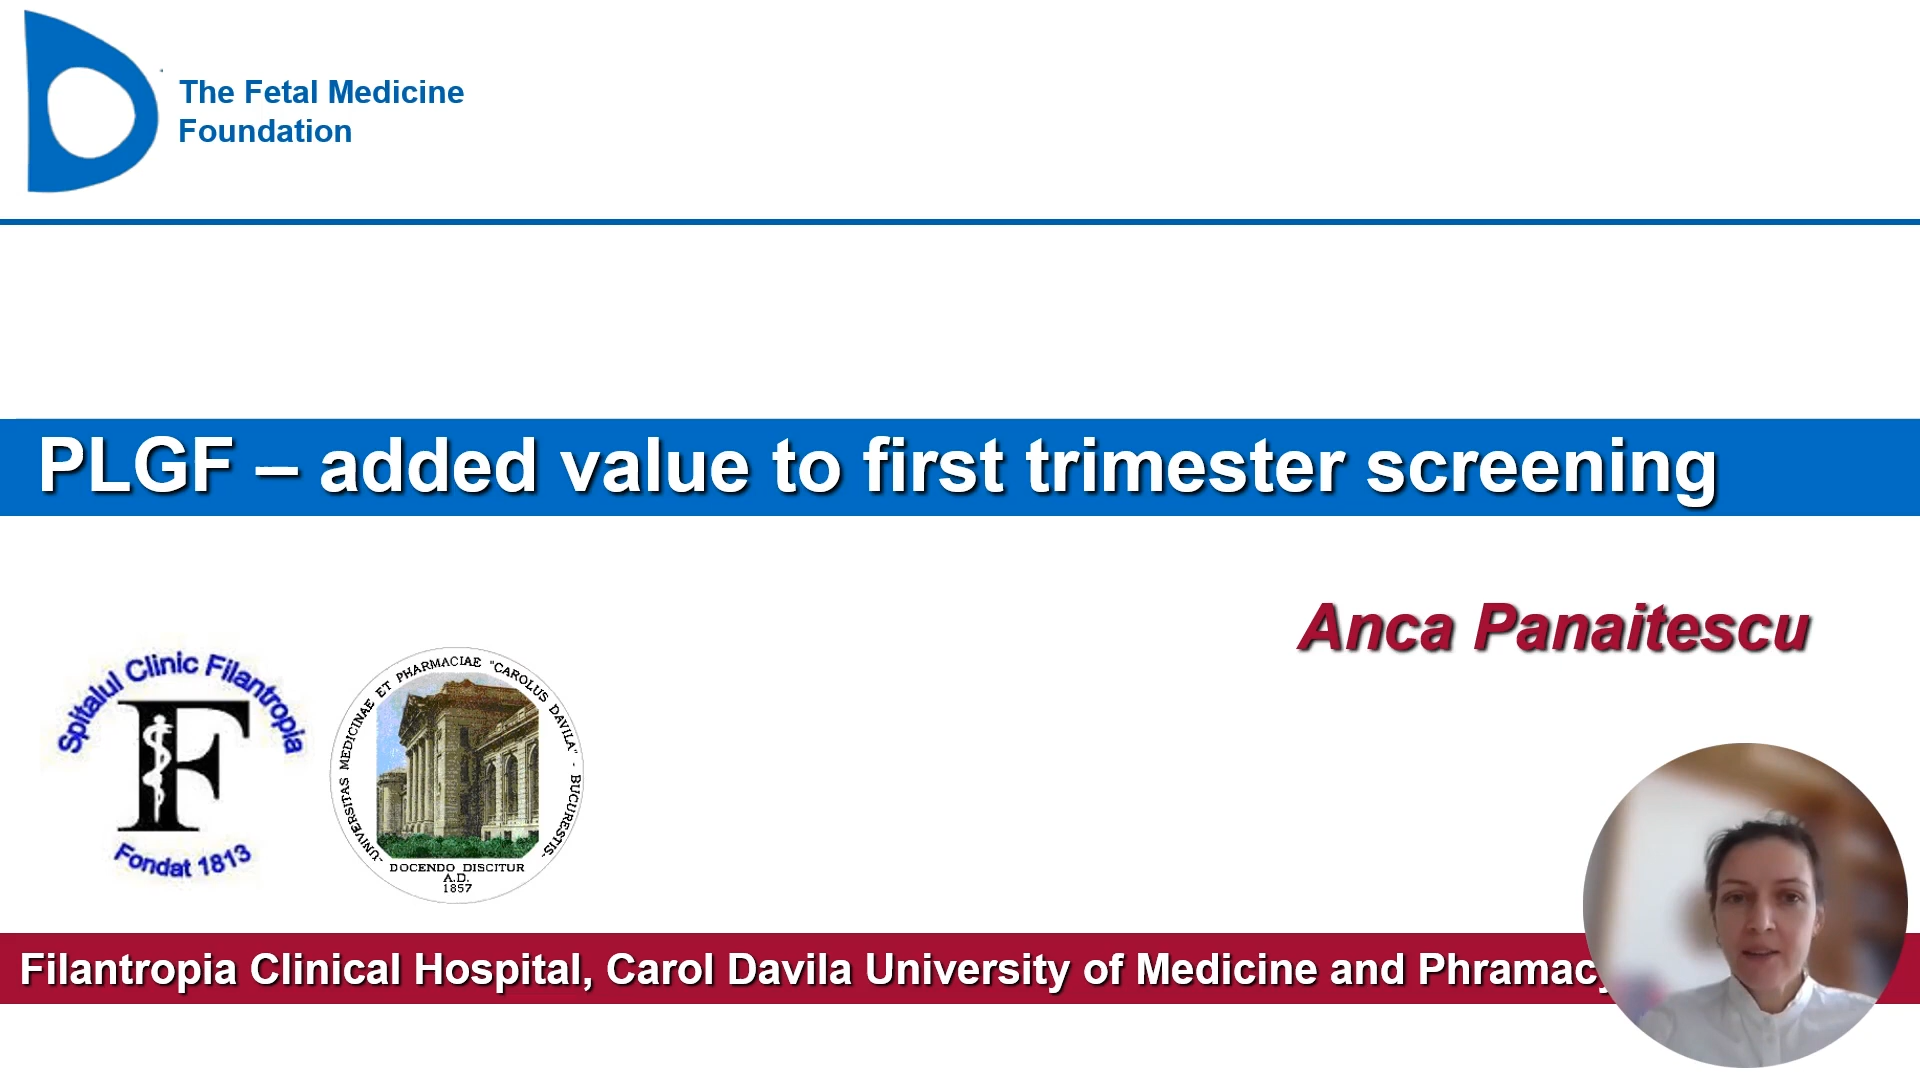 The Fetal Medicine
Foundation
PLGF – added value to first trimester screening
Anca Panaitescu
Spitalul Clinic Filantropia
F
Fondat 1813
-UNIVERSITAS MEDICINAE ET PHARMACIAE "CAROLUS DAVILA" - BUCURESTIS-
DOCENDO DISCITUR
A.D.
1857
Filantropia Clinical Hospital, Carol Davila University of Medicine and Phramacy